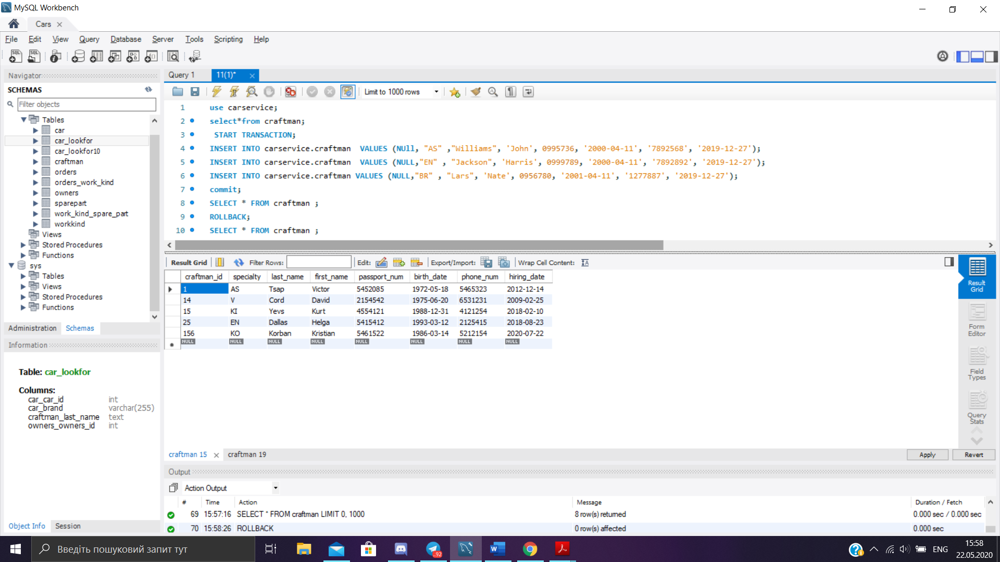 MySQL Workbench
Cars
File Edit View Query Database Server Tools Scripting Help
Navigator
SCHEMAS
Filter objects
Tables
car
car_lookfor
car_lookfor10
craftman
orders
orders_work_kind
owners
sparepart
work_kind_spare_part
workkind
Views
Stored Procedures
Functions
sys
Tables
Views
Stored Procedures
Functions
Administration Schemas
Information
Table: car_lookfor
Columns:
car_car_id int
car_brand varchar(255)
craftman_last_name text
owners_owners_id int
Object Info Session
Query 1 11(1)*
Limit to 1000 rows
1 use carservice;
2 select*from craftman;
3 START TRANSACTION;
4 INSERT INTO carservice.craftman VALUES (NUll, "AS" ,"Williams", 'John', 0995736, '2000-04-11', '7892568', '2019-12-27');
5 INSERT INTO carservice.craftman VALUES (NULL,"EN" , "Jackson", 'Harris', 0999789, '2000-04-11', '7892892', '2019-12-27');
6 INSERT INTO carservice.craftman VALUES (NULL,"BR" , "Lars", 'Nate', 0956780, '2001-04-11', '1277887', '2019-12-27');
7 commit;
8 SELECT * FROM craftman ;
9 ROLLBACK;
10 SELECT * FROM craftman ;
Result Grid Filter Rows: Edit: Export/Import: Wrap Cell Content:
craftman_id specialty last_name first_name passport_num birth_date phone_num hiring_date
1 AS Tsap Victor 5452085 1972-05-18 5465323 2012-12-14
14 V Cord David 2154542 1975-06-20 6531231 2009-02-25
15 KI Yevs Kurt 4554121 1988-12-31 4121254 2018-02-10
25 EN Dallas Helga 5415412 1993-03-12 2125415 2018-08-23
156 KO Korban Kristian 5461522 1986-03-14 5212154 2020-07-22
NULL NULL NULL NULL NULL NULL NULL NULL
Result Grid
Form Editor
Field Types
Query Stats
craftman 15 craftman 19
Apply Revert
Output
Action Output
# Time Action Message Duration / Fetch
69 15:57:16 SELECT * FROM craftman LIMIT 0, 1000 8 row(s) returned 0.000 sec / 0.000 sec
70 15:58:26 ROLLBACK 0 row(s) affected 0.000 sec
Введіть пошуковий запит тут
..92
ENG
15:58
22.05.2020